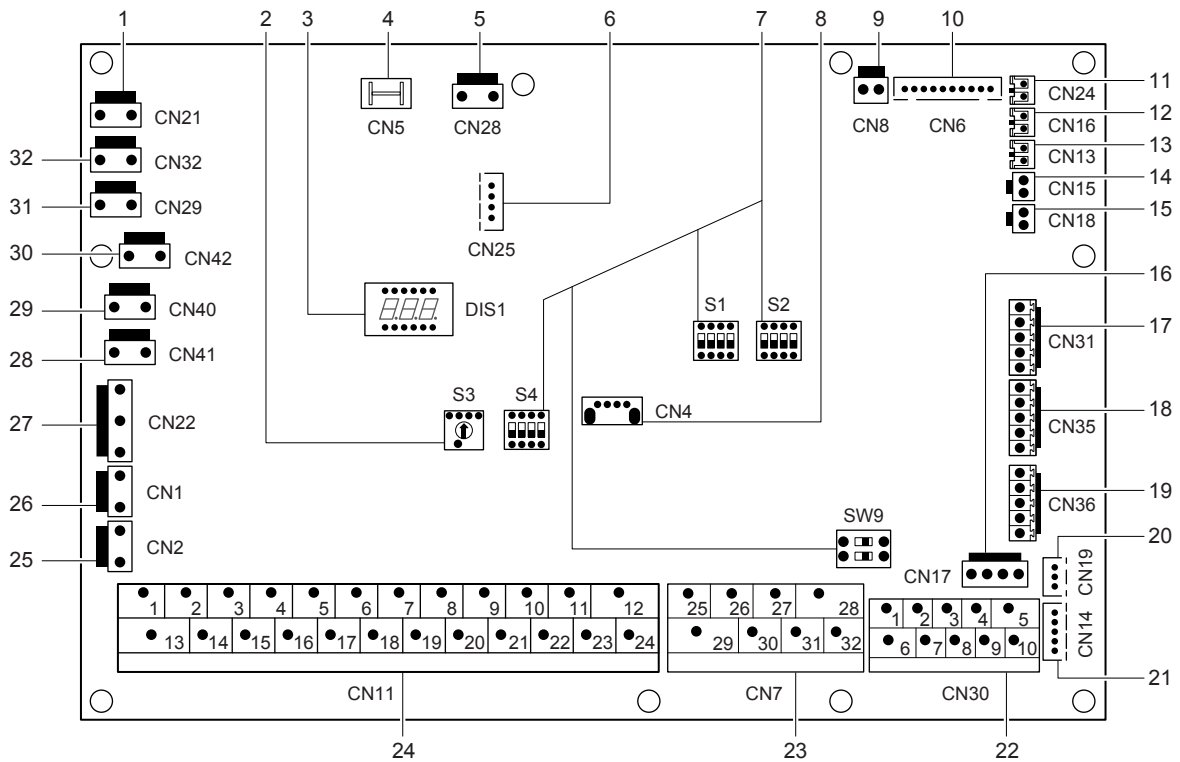 1 2 3 4 5 6 7 8 9 10
CN21
CN5
CN28
CN8
CN6
CN24
11
CN16
12
32
CN32
CN13
13
CN15
14
31
CN29
CN18
15
CN25
30
CN42
16
29
CN40
8.8.8.
DIS1
S1
S2
CN31
17
28
CN41
S3
S4
CN4
CN35
18
27
CN22
26
CN1
CN36
19
SW9
20
25
CN2
CN17
CN19
1 2 3 4 5 6 7 8 9 10 11 12
25 26 27 28
1 2 3 4 5
CN14
13 14 15 16 17 18 19 20 21 22 23 24
29 30 31 32
6 7 8 9 10
CN11
CN7
CN30
21
24
23
22